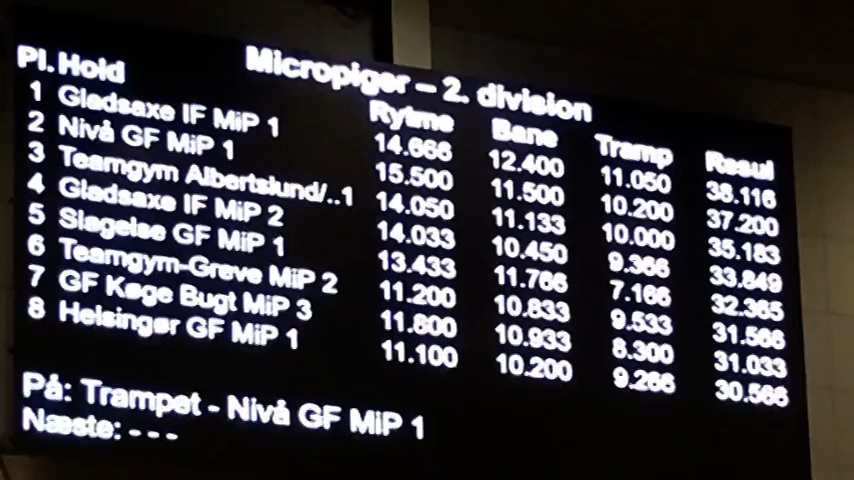 Micropiger – 2. division
Pl. Hold Rytme Bane Tramp Resul
1 Gladsaxe IF MiP 1 14.666 12.400 11.050 38.116
2 Nivå GF MiP 1 15.500 11.500 10.200 37.200
3 Teamgym Albertslund/..1 14.050 11.133 10.000 35.183
4 Gladsaxe IF MiP 2 14.033 10.450 9.366 33.849
5 Slagelse GF MiP 1 13.433 11.766 7.166 32.365
6 Teamgym-Greve MiP 2 11.200 10.833 9.533 31.566
7 GF Køge Bugt MiP 3 11.800 10.933 8.300 31.033
8 Helsingør GF MiP 1 11.100 10.200 9.266 30.566
På: Trampet - Nivå GF MiP 1
Næste: - - -